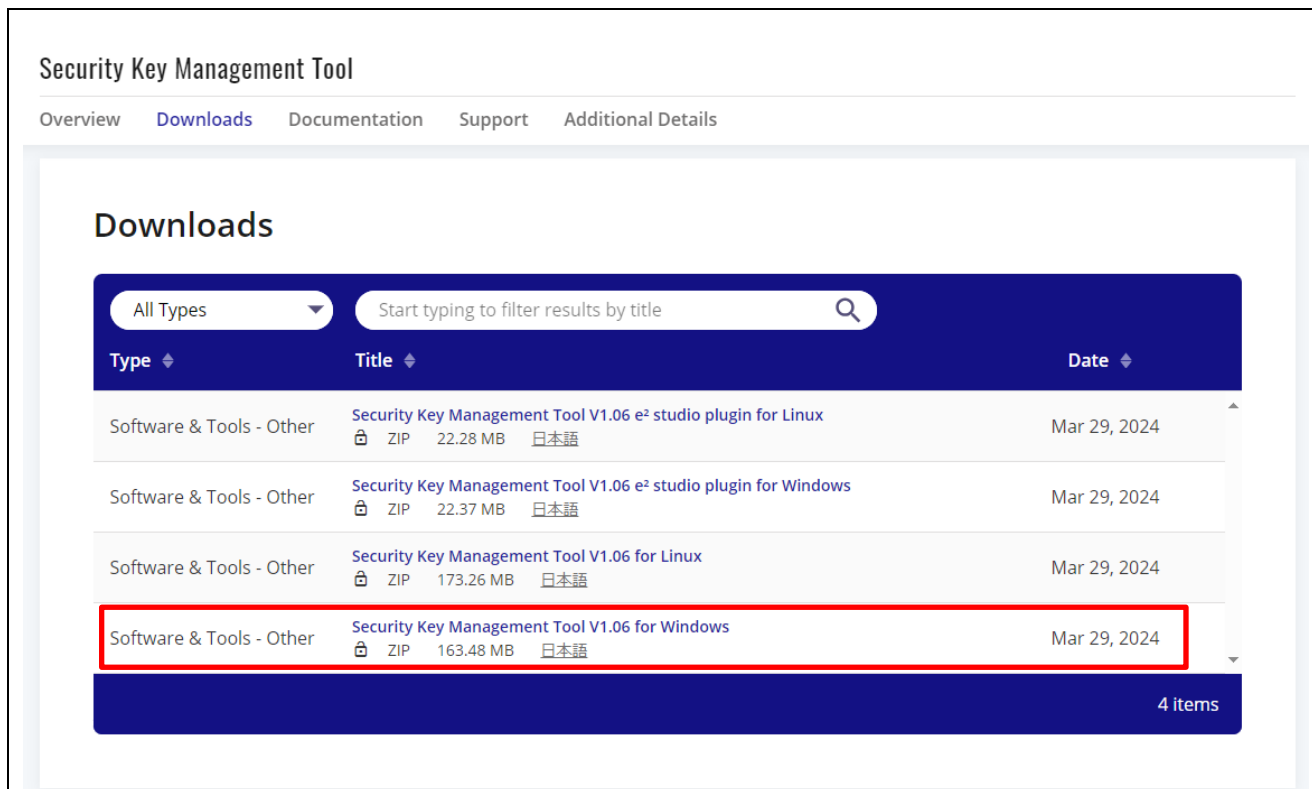 Security Key Management Tool
Overview Downloads Documentation Support Additional Details
Downloads
All Types Start typing to filter results by title
Type Title Date
Software & Tools - Other Security Key Management Tool V1.06 e² studio plugin for Linux Mar 29, 2024
ZIP 22.28 MB 日本語
Software & Tools - Other Security Key Management Tool V1.06 e² studio plugin for Windows Mar 29, 2024
ZIP 22.37 MB 日本語
Software & Tools - Other Security Key Management Tool V1.06 for Linux Mar 29, 2024
ZIP 173.26 MB 日本語
Software & Tools - Other Security Key Management Tool V1.06 for Windows Mar 29, 2024
ZIP 163.48 MB 日本語
4 items